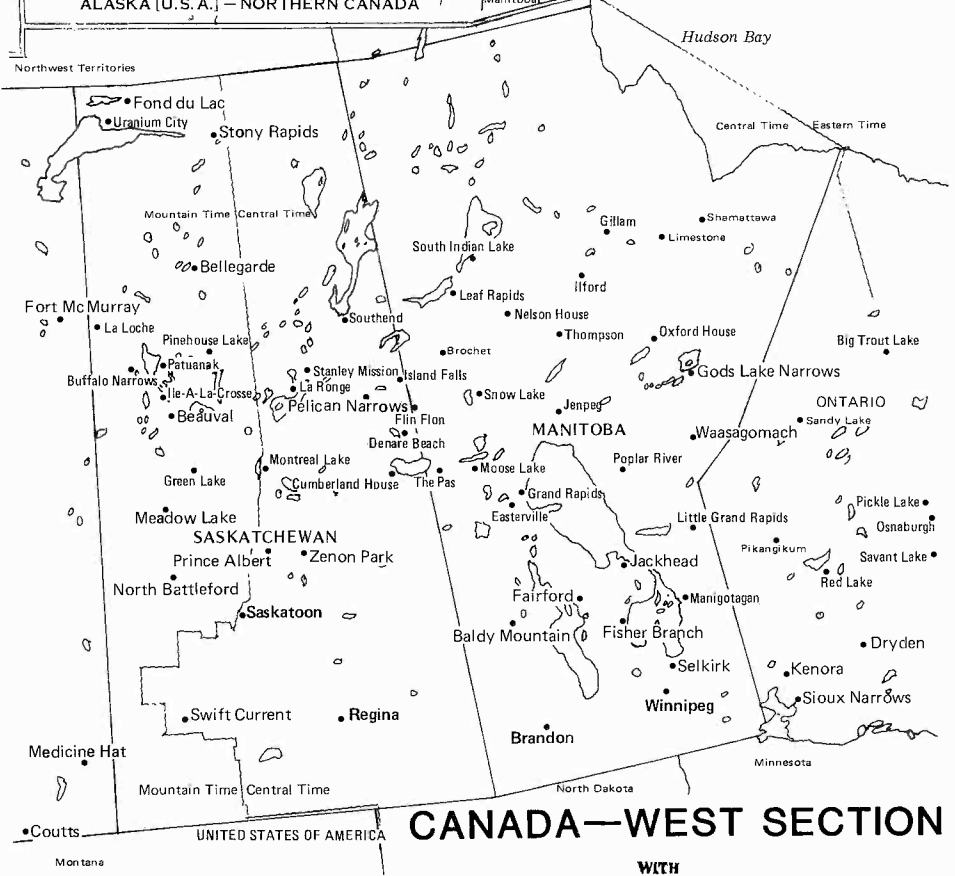 ALASKA [U.S.A.] — NORTHERN CANADA
Manitoba
Hudson Bay
Northwest Territories
Fond du Lac
Uranium City
Stony Rapids
Central Time Eastern Time
Mountain Time Central Time
Gillam
Shamattawa
Limestone
South Indian Lake
Bellegarde
Ilford
Leaf Rapids
Fort McMurray
La Loche
Southend
Nelson House
Thompson
Oxford House
Pinehouse Lake
Big Trout Lake
Brochet
Patuanak
Buffalo Narrows
Stanley Mission
Island Falls
Gods Lake Narrows
La Ronge
Ile-A-La-Crosse
Snow Lake
Pelican Narrows
Jenpeg
ONTARIO
Beauval
Flin Flon
Sandy Lake
MANITOBA
Waasagomach
Denare Beach
Montreal Lake
Poplar River
Green Lake
Cumberland House
The Pas
Moose Lake
Grand Rapids
Pickle Lake
Easterville
Meadow Lake
Little Grand Rapids
Osnaburgh
SASKATCHEWAN
Pikangikum
Prince Albert
Zenon Park
Savant Lake
Jackhead
North Battleford
Red Lake
Fairford
Manigotagan
Saskatoon
Baldy Mountain
Fisher Branch
Dryden
Selkirk
Kenora
Winnipeg
Sioux Narrows
Swift Current
Regina
Brandon
Medicine Hat
Minnesota
Mountain Time Central Time
North Dakota
Coutts
UNITED STATES OF AMERICA
CANADA—WEST SECTION
Montana
WITH